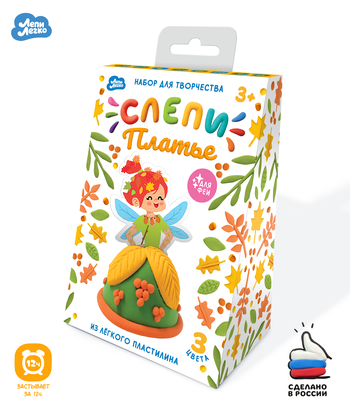 Лепи
Легко
НАБОР ДЛЯ ТВОРЧЕСТВА
3+
Лепи
Легко
СЛЕПИ
Платье
ДЛЯ
ФЕИ
ИЗ ЛЁГКОГО ПЛАСТИЛИНА
3
ЦВЕТА
12ч
ЗАСТЫВАЕТ
ЗА 12ч
СДЕЛАНО
В РОССИИ